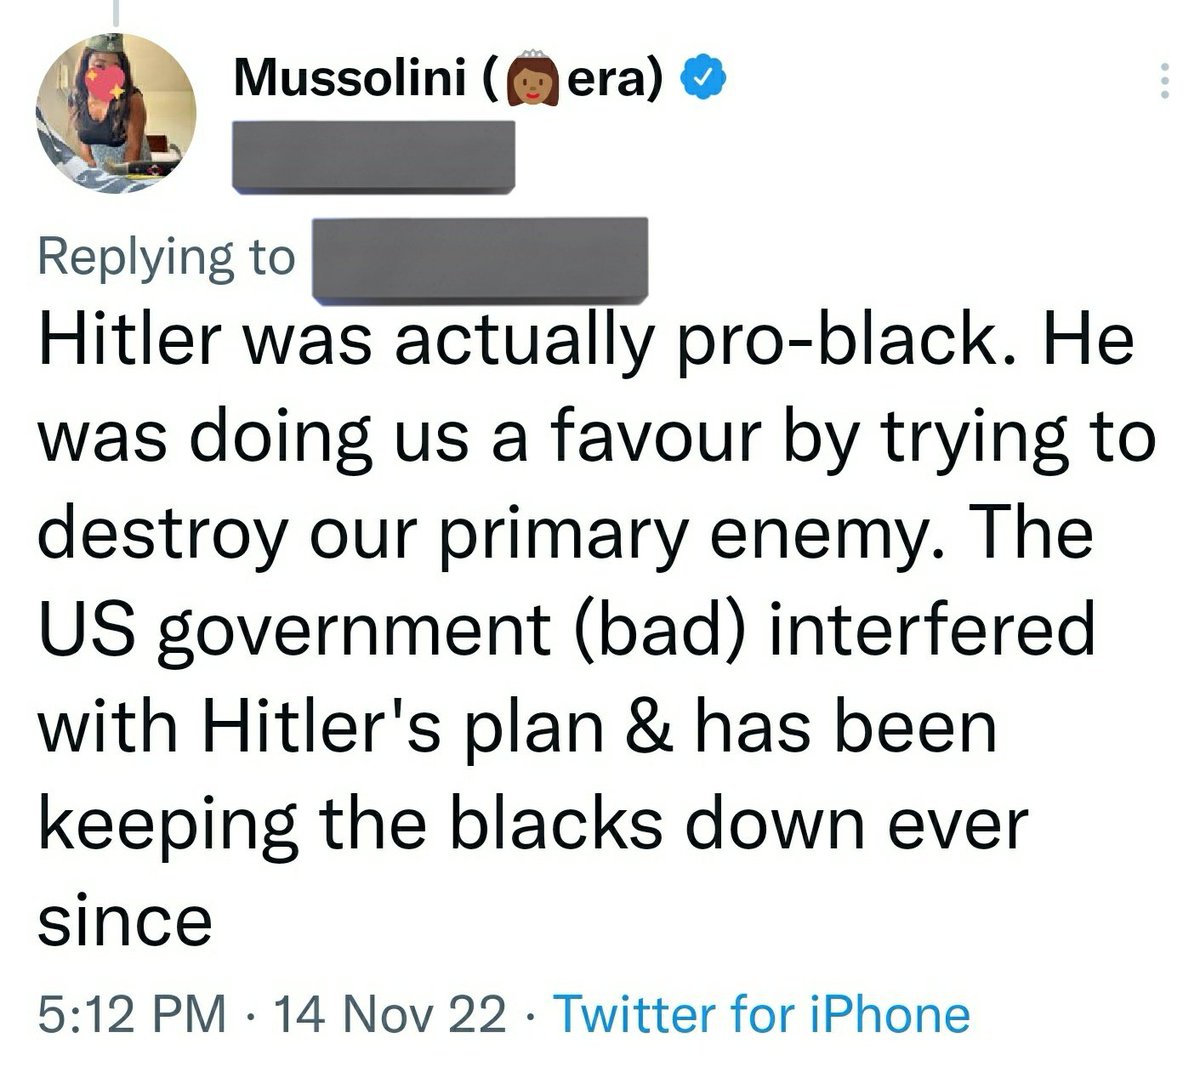 Mussolini (👸🏽era)
Replying to
Hitler was actually pro-black. He
was doing us a favour by trying to
destroy our primary enemy. The
US government (bad) interfered
with Hitler's plan & has been
keeping the blacks down ever
since
5:12 PM · 14 Nov 22 · Twitter for iPhone